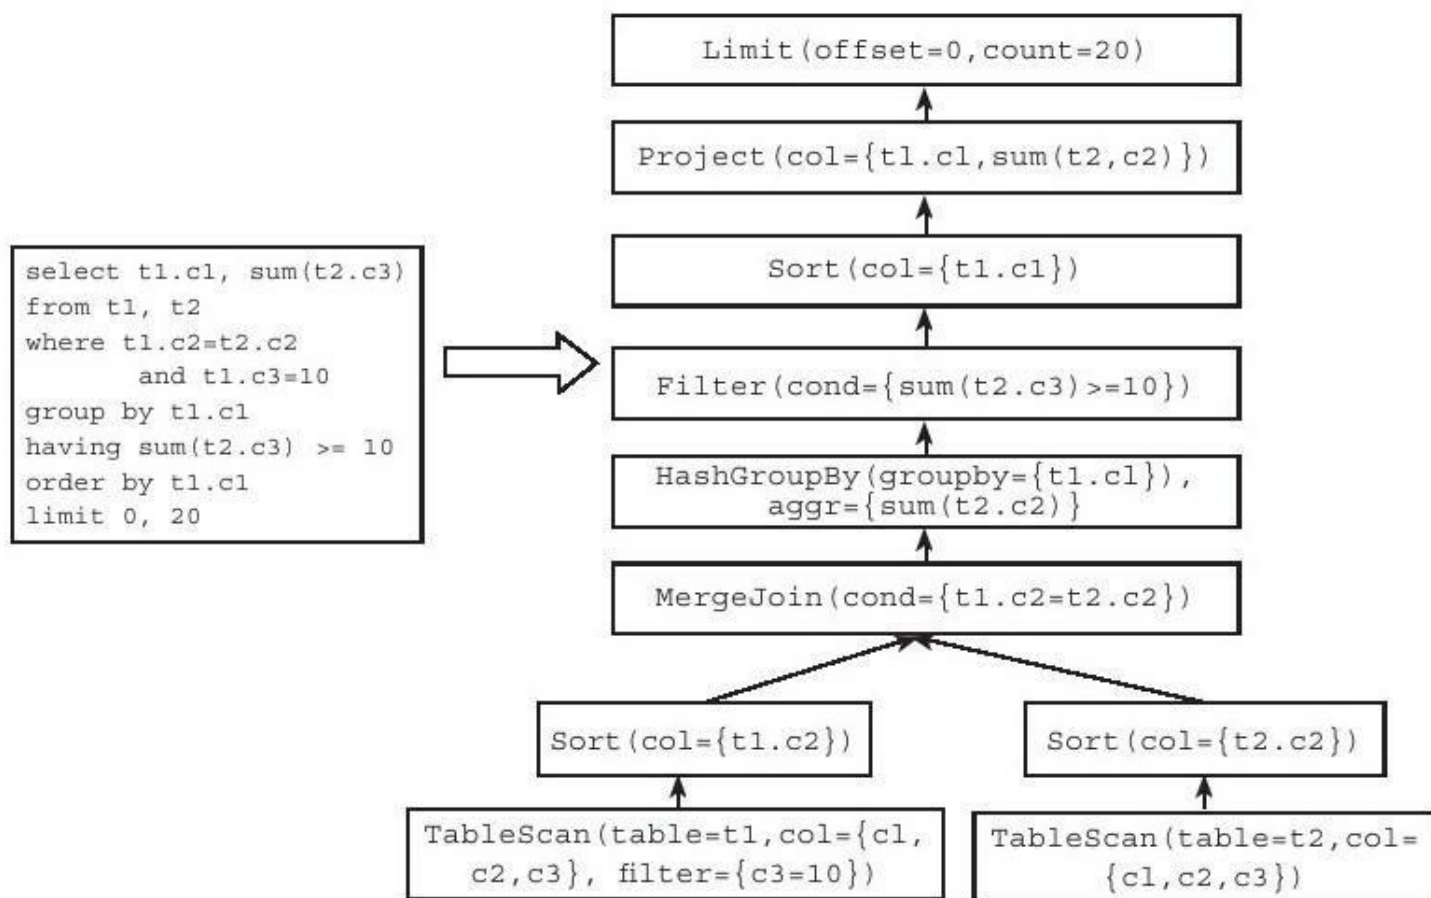 Limit(offset=0,count=20)
Project(col={t1.c1,sum(t2,c2)})
Sort(col={t1.c1})
select t1.c1, sum(t2.c3)
from t1, t2
where t1.c2=t2.c2
and t1.c3=10
group by t1.c1
having sum(t2.c3) >= 10
order by t1.c1
limit 0, 20
Filter(cond={sum(t2.c3)>=10})
HashGroupBy(groupby={t1.c1}),
aggr={sum(t2.c2)}
MergeJoin(cond={t1.c2=t2.c2})
Sort(col={t1.c2})
Sort(col={t2.c2})
TableScan(table=t1,col={c1,
c2,c3}, filter={c3=10})
TableScan(table=t2,col=
{c1,c2,c3})